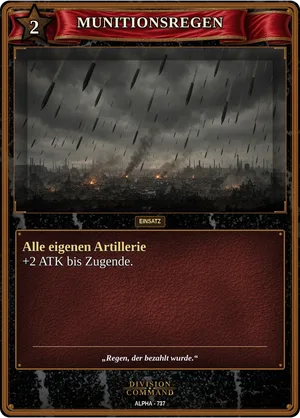 2
MUNITIONSREGEN
EINSATZ
Alle eigenen Artillerie
+2 ATK bis Zugende.
„Regen, der bezahlt wurde.“
DIVISION
COMMAND
ALPHA - 737